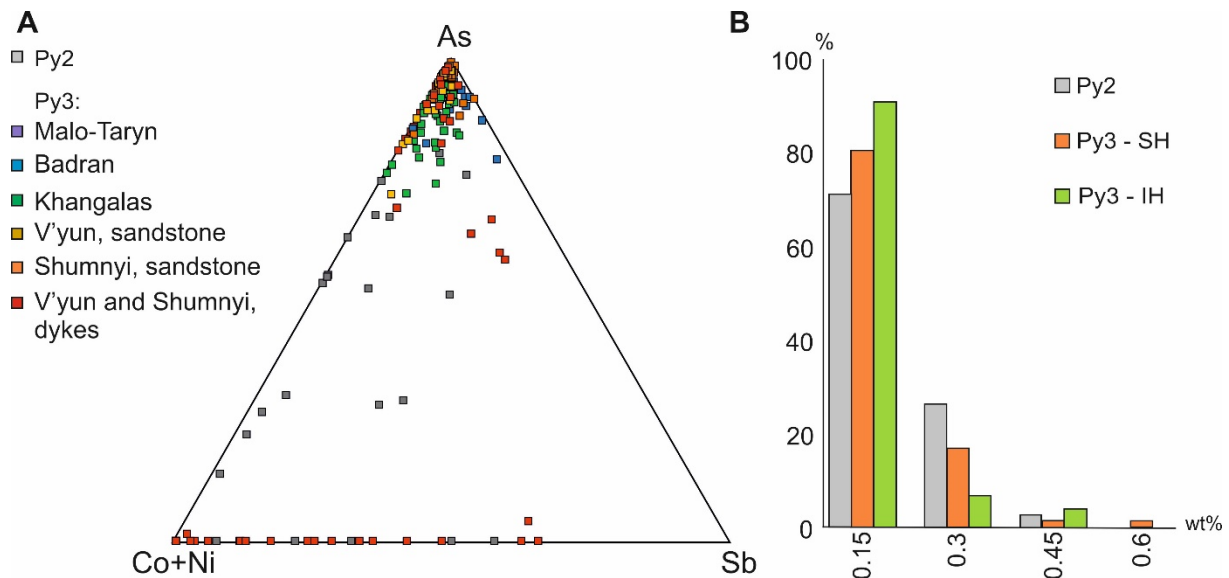 A
As
Py2
Py3:
Malo-Taryn
Badran
Khangalas
V'yun, sandstone
Shumnyi, sandstone
V'yun and Shumnyi,
dykes
Co+Ni
Sb
B
%
100
80
60
40
20
0
Py2
Py3 - SH
Py3 - IH
0.15
0.3
0.45
0.6
wt%